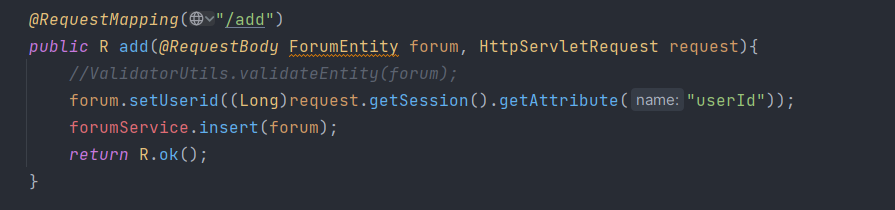 @RequestMapping("/add")
public R add(@RequestBody ForumEntity forum, HttpServletRequest request){
//ValidatorUtils.validateEntity(forum);
forum.setUserid((Long)request.getSession().getAttribute( name: "userId"));
forumService.insert(forum);
return R.ok();
}